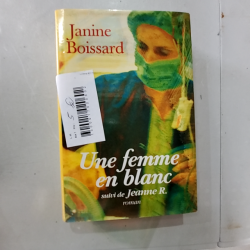 Janine
Boissard
Une femme
en blanc
suivi de Jeanne R.
roman